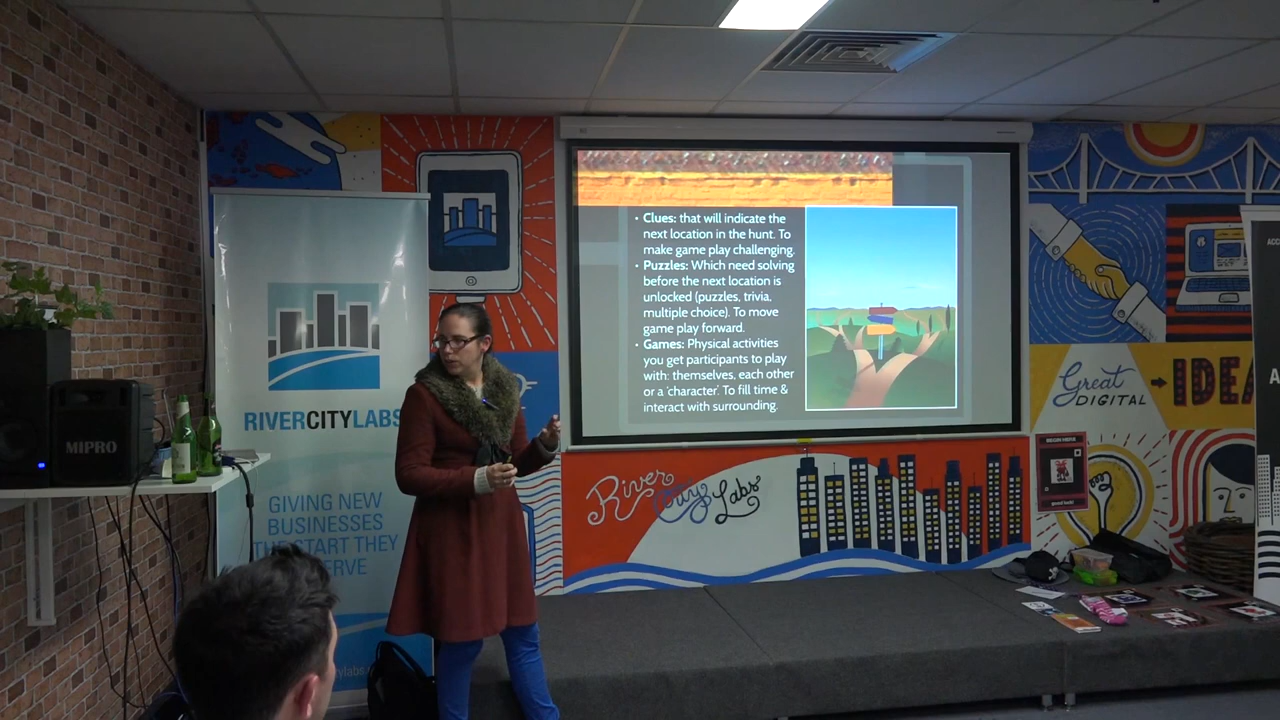 • Clues: that will indicate the
next location in the hunt. To
make game play challenging.
• Puzzles: Which need solving
before the next location is
unlocked (puzzles, trivia,
multiple choice). To move
game play forward.
• Games: Physical activities
you get participants to play
with: themselves, each other
or a 'character'. To fill time &
interact with surrounding.
RIVERCITYLABS
GIVING NEW
BUSINESSES
THE START THEY
MIPRO
River City Labs
Great
DIGITAL